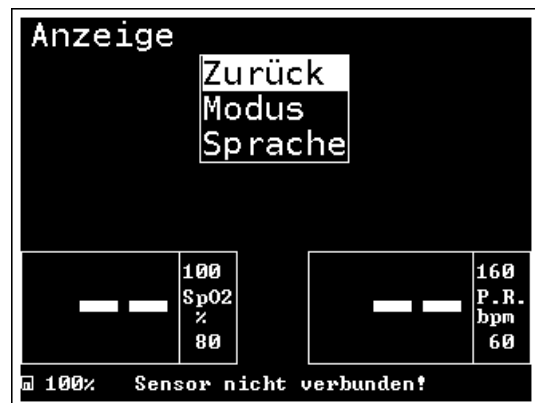 Anzeige
Zurück
Modus
Sprache
100
SpO2
%
80
-- 
160
P.R.
bpm
60
--
100% Sensor nicht verbunden!